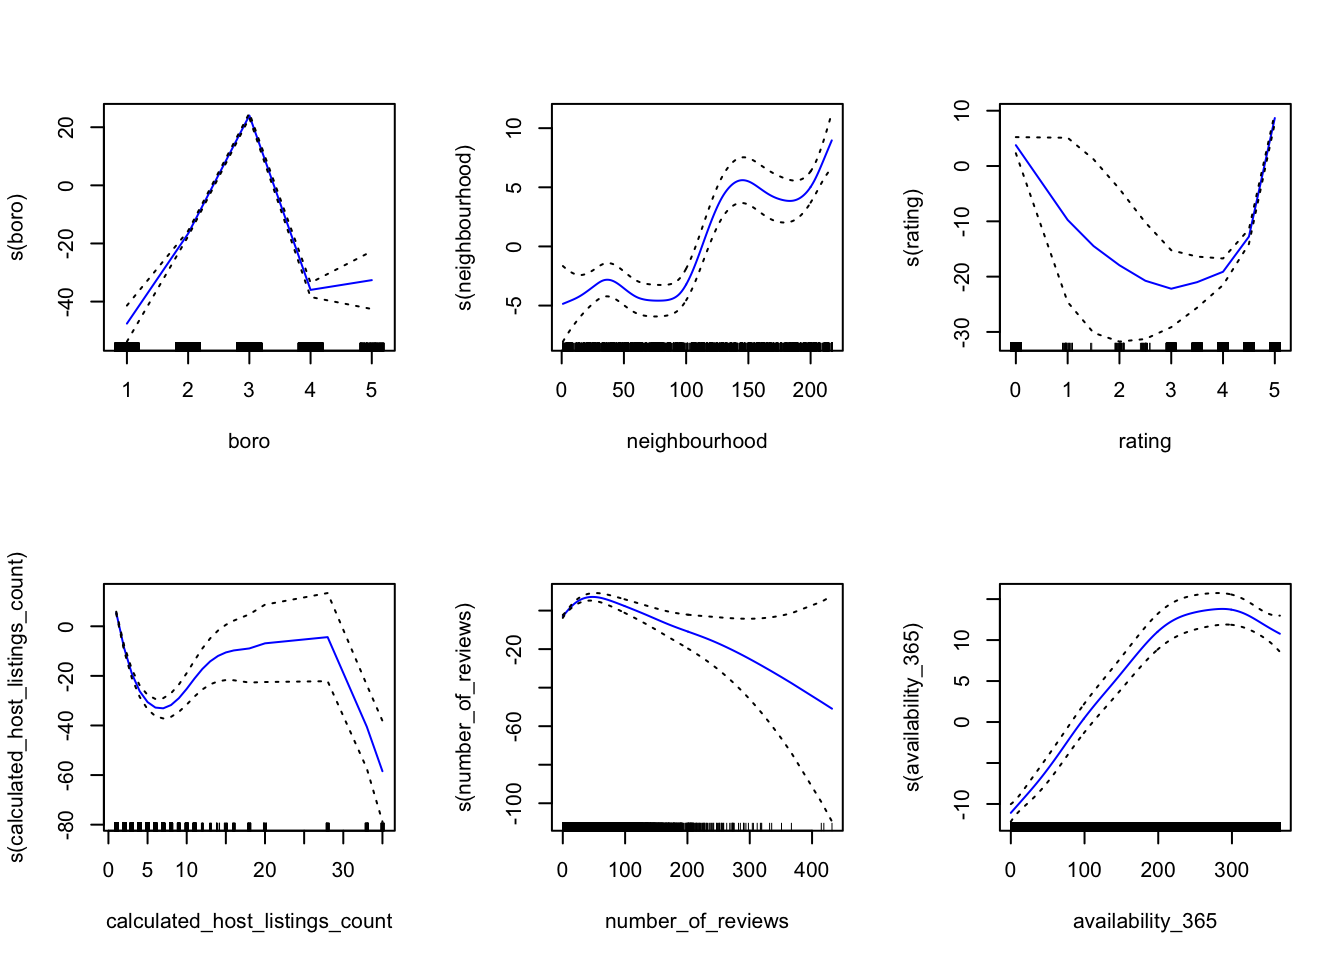 s(boro)
20
0
-20
-40
1 2 3 4 5
boro
s(neighbourhood)
10
5
0
-5
0 50 100 150 200
neighbourhood
s(rating)
10
0
-10
-20
-30
0 1 2 3 4 5
rating
s(calculated_host_listings_count)
0
-20
-40
-60
-80
0 5 10 20 30
calculated_host_listings_count
s(number_of_reviews)
-20
-60
-100
0 100 200 300 400
number_of_reviews
s(availability_365)
10
5
0
-10
0 100 200 300
availability_365